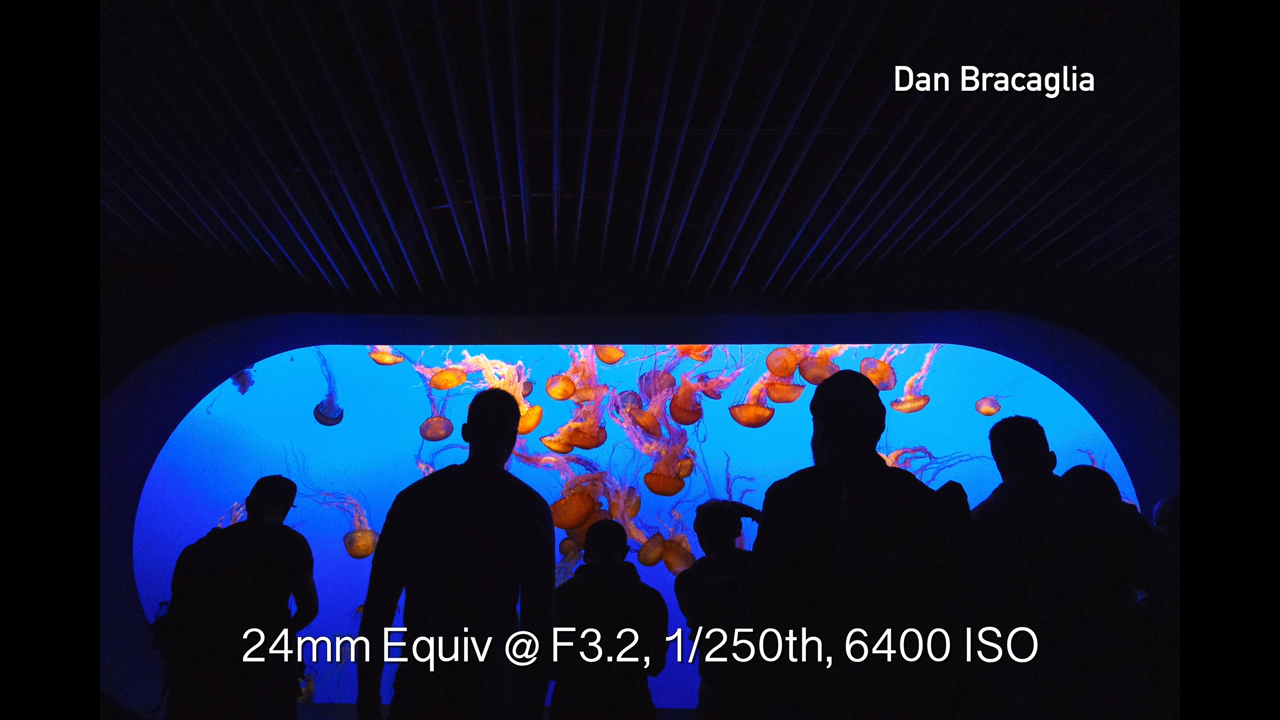 Dan Bracaglia
24mm Equiv @ F3.2, 1/250th, 6400 ISO